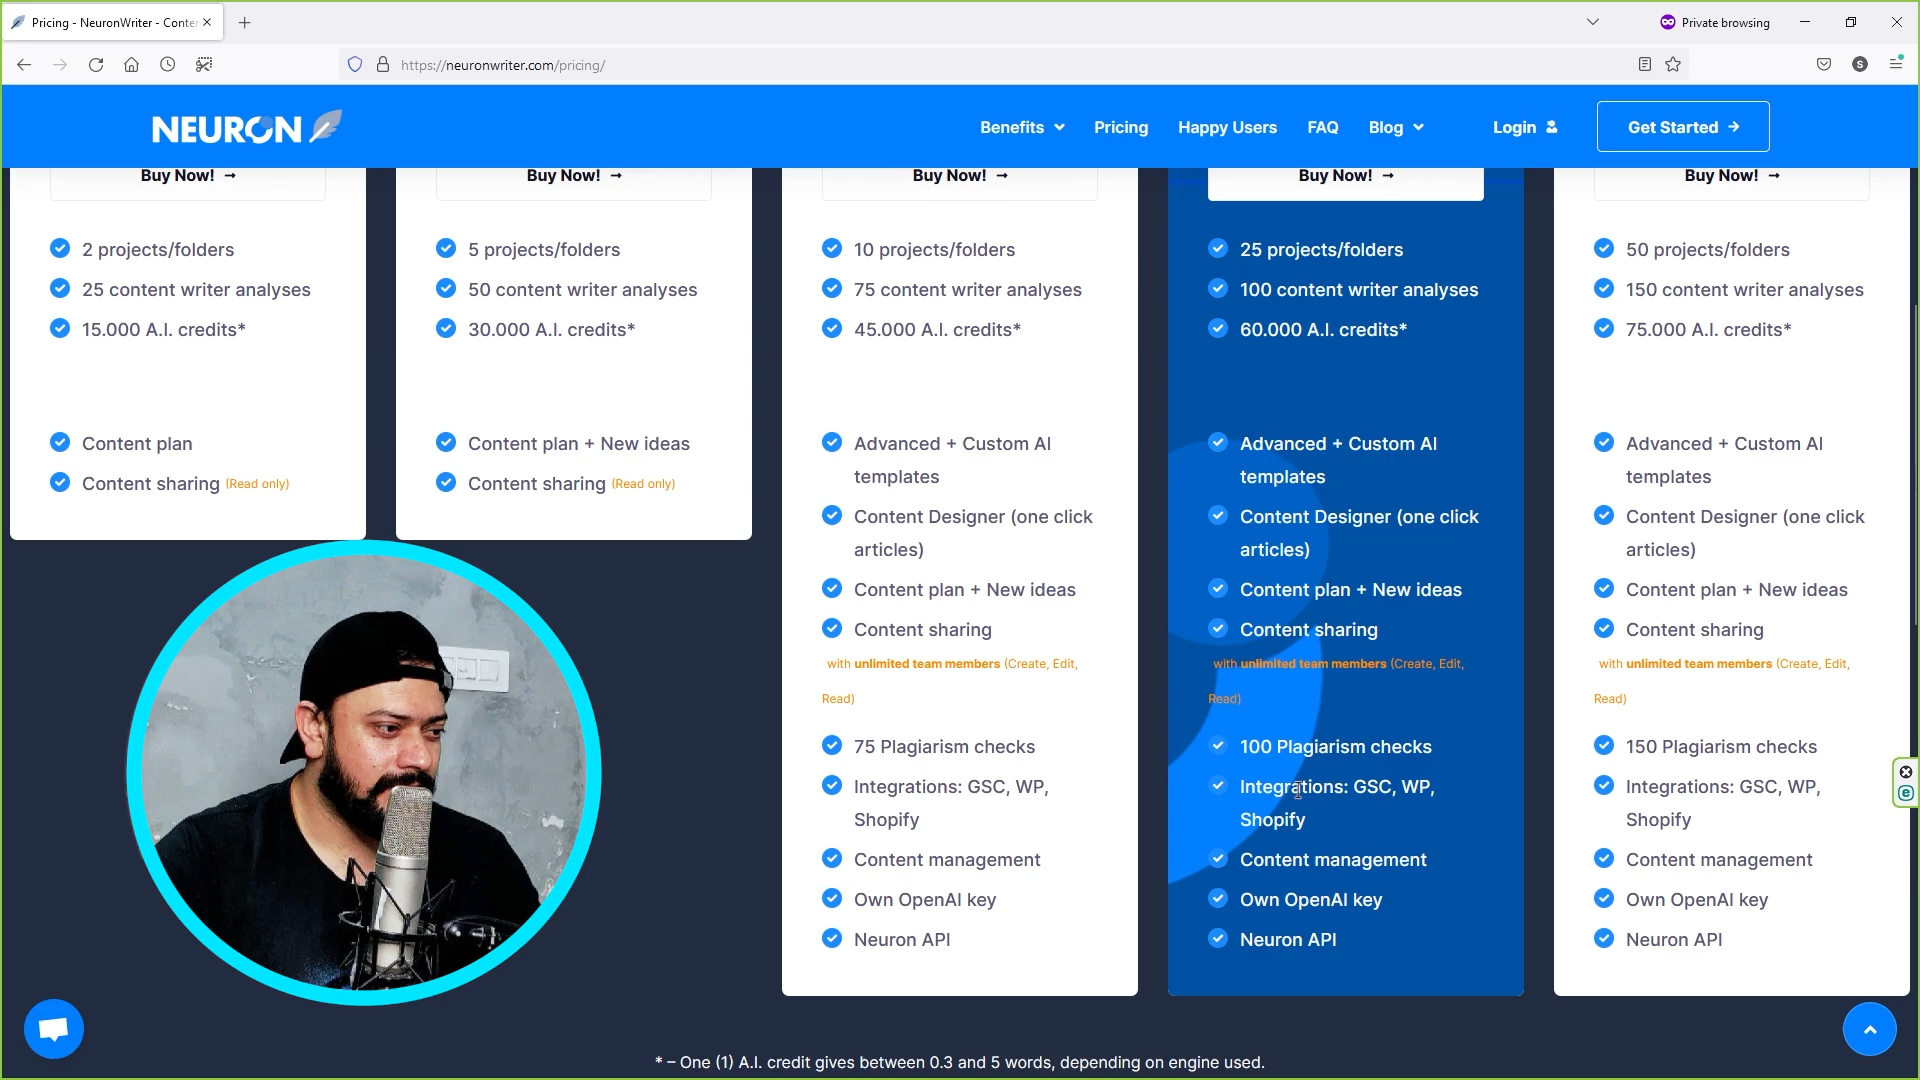 Pricing - NeuronWriter - Conter
Private browsing
https://neuronwriter.com/pricing/
S
NEURON
Benefits
Pricing
Happy Users
FAQ
Blog
Login
Get Started →
Buy Now! →
2 projects/folders
25 content writer analyses
15.000 A.I. credits*
Content plan
Content sharing (Read only)
Buy Now! →
5 projects/folders
50 content writer analyses
30.000 A.I. credits*
Content plan + New ideas
Content sharing (Read only)
Buy Now! →
10 projects/folders
75 content writer analyses
45.000 A.I. credits*
Advanced + Custom AI
templates
Content Designer (one click
articles)
Content plan + New ideas
Content sharing
with unlimited team members (Create, Edit,
Read)
75 Plagiarism checks
Integrations: GSC, WP,
Shopify
Content management
Own OpenAI key
Neuron API
Buy Now! →
25 projects/folders
100 content writer analyses
60.000 A.I. credits*
Advanced + Custom AI
templates
Content Designer (one click
articles)
Content plan + New ideas
Content sharing
with unlimited team members (Create, Edit,
Read)
100 Plagiarism checks
Integrations: GSC, WP,
Shopify
Content management
Own OpenAI key
Neuron API
Buy Now! →
50 projects/folders
150 content writer analyses
75.000 A.I. credits*
Advanced + Custom AI
templates
Content Designer (one click
articles)
Content plan + New ideas
Content sharing
with unlimited team members (Create, Edit,
Read)
150 Plagiarism checks
Integrations: GSC, WP,
Shopify
Content management
Own OpenAI key
Neuron API
* – One (1) A.I. credit gives between 0.3 and 5 words, depending on engine used.